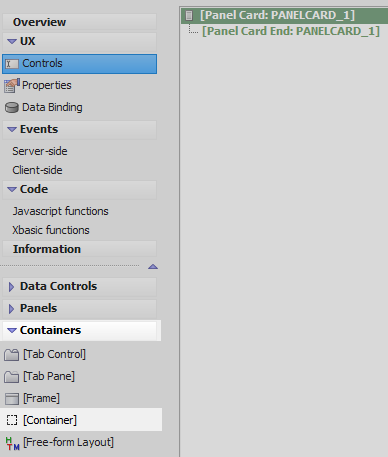 Overview
UX
Controls
Properties
Data Binding
Events
Server-side
Client-side
Code
Javascript functions
Xbasic functions
Information
Data Controls
Panels
Containers
[Tab Control]
[Tab Pane]
[Frame]
[Container]
HTM [Free-form Layout]
[Panel Card: PANELCARD_1]
[Panel Card End: PANELCARD_1]